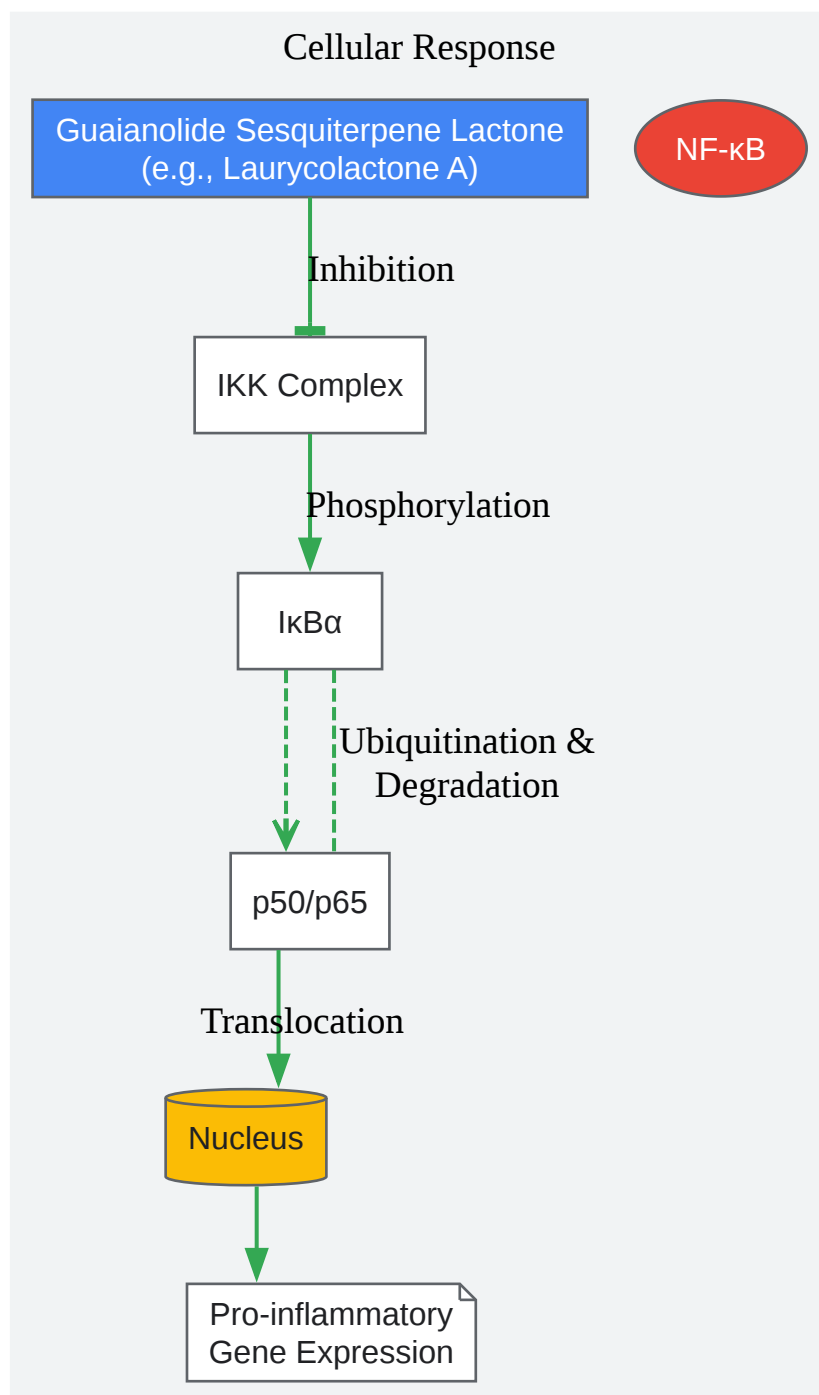 Cellular Response
Guaianolide Sesquiterpene Lactone
(e.g., Laurycolactone A)
NF-κB
Inhibition
IKK Complex
Phosphorylation
IκBα
Ubiquitination &
Degradation
p50/p65
Translocation
Nucleus
Pro-inflammatory
Gene Expression